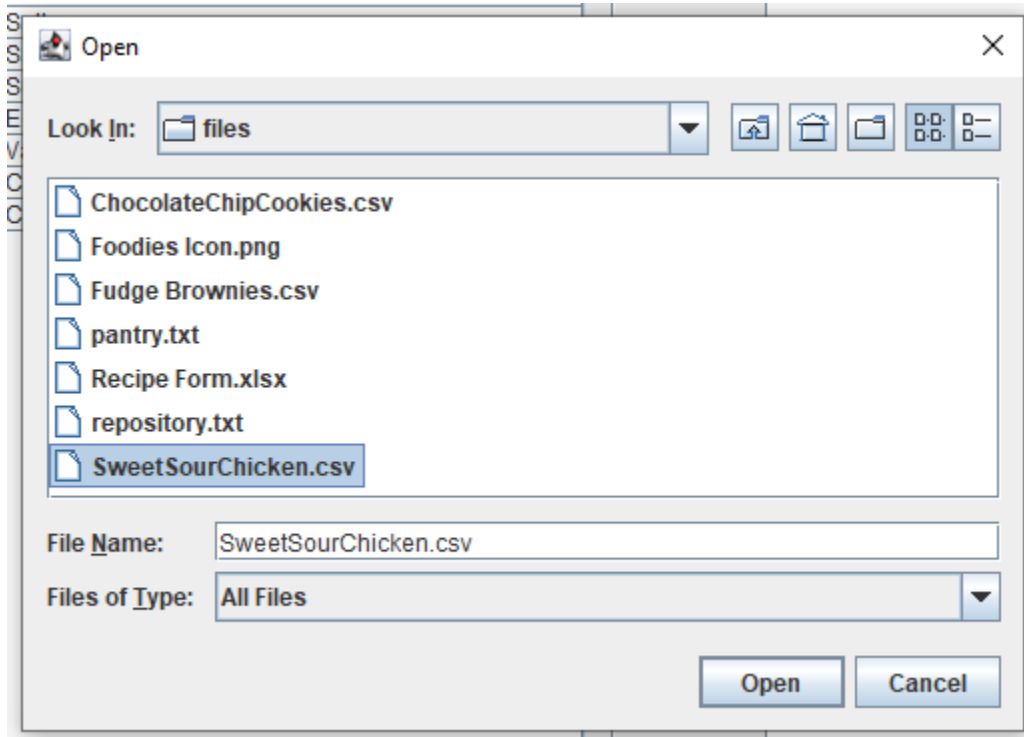 Open
Look In: files
ChocolateChipCookies.csv
Foodies Icon.png
Fudge Brownies.csv
pantry.txt
Recipe Form.xlsx
repository.txt
SweetSourChicken.csv
File Name: SweetSourChicken.csv
Files of Type: All Files
Open Cancel